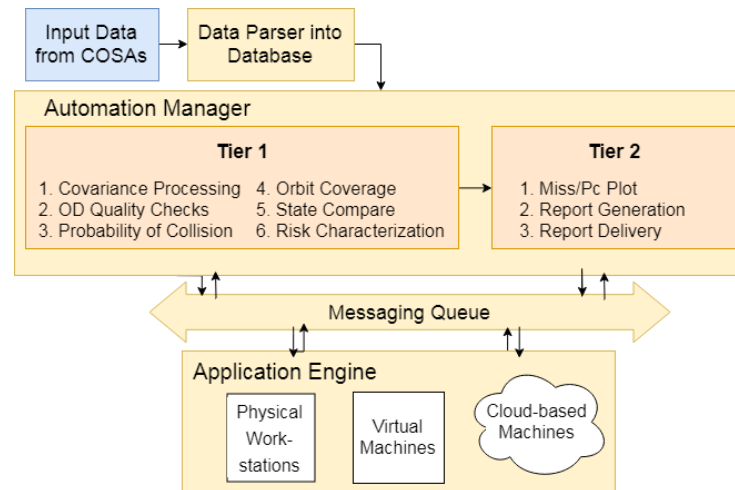 Input Data
from COSAs
Data Parser into
Database
Automation Manager
Tier 1
1. Covariance Processing
2. OD Quality Checks
3. Probability of Collision
4. Orbit Coverage
5. State Compare
6. Risk Characterization
Tier 2
1. Miss/Pc Plot
2. Report Generation
3. Report Delivery
Messaging Queue
Application Engine
Physical
Work-
stations
Virtual
Machines
Cloud-based
Machines